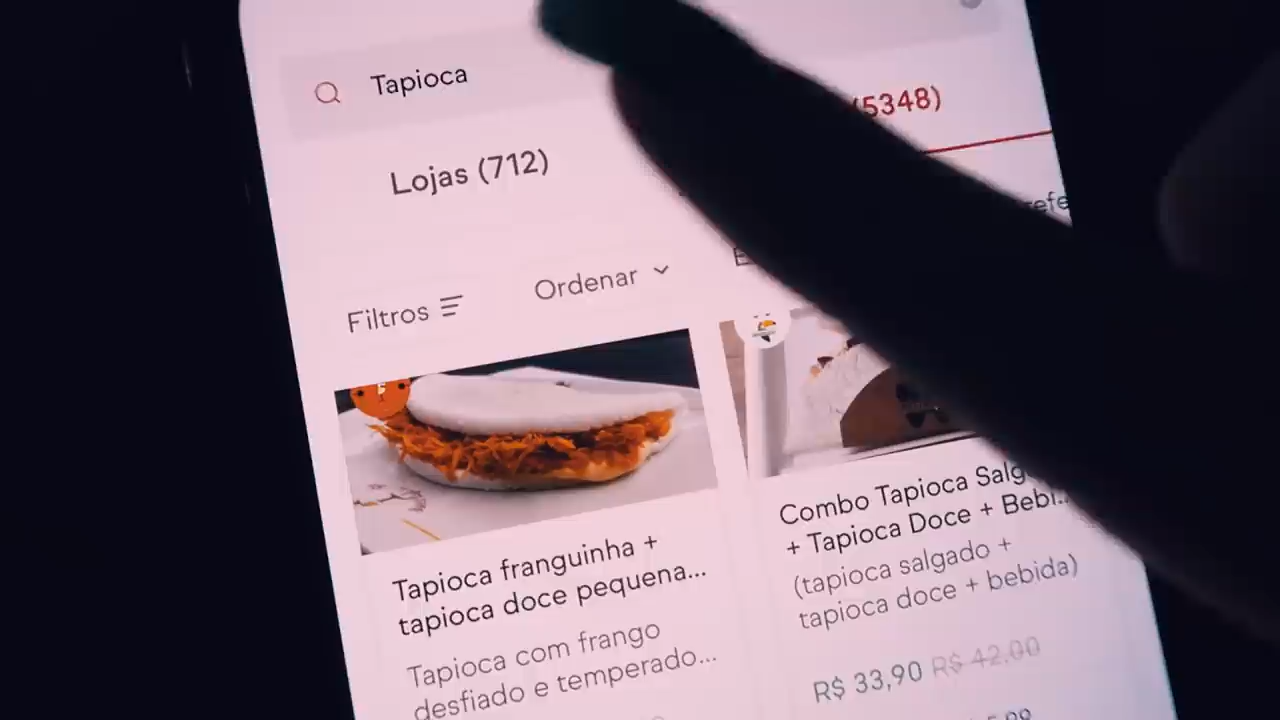 Tapioca
Lojas (712)
(5348)
Filtros
Ordenar
Tapioca franguinha +
tapioca doce pequena...
Tapioca com frango
desfiado e temperado...
Combo Tapioca Salg
+ Tapioca Doce + Bebi...
(tapioca salgado +
tapioca doce + bebida)
R$ 33,90 R$ 42,00